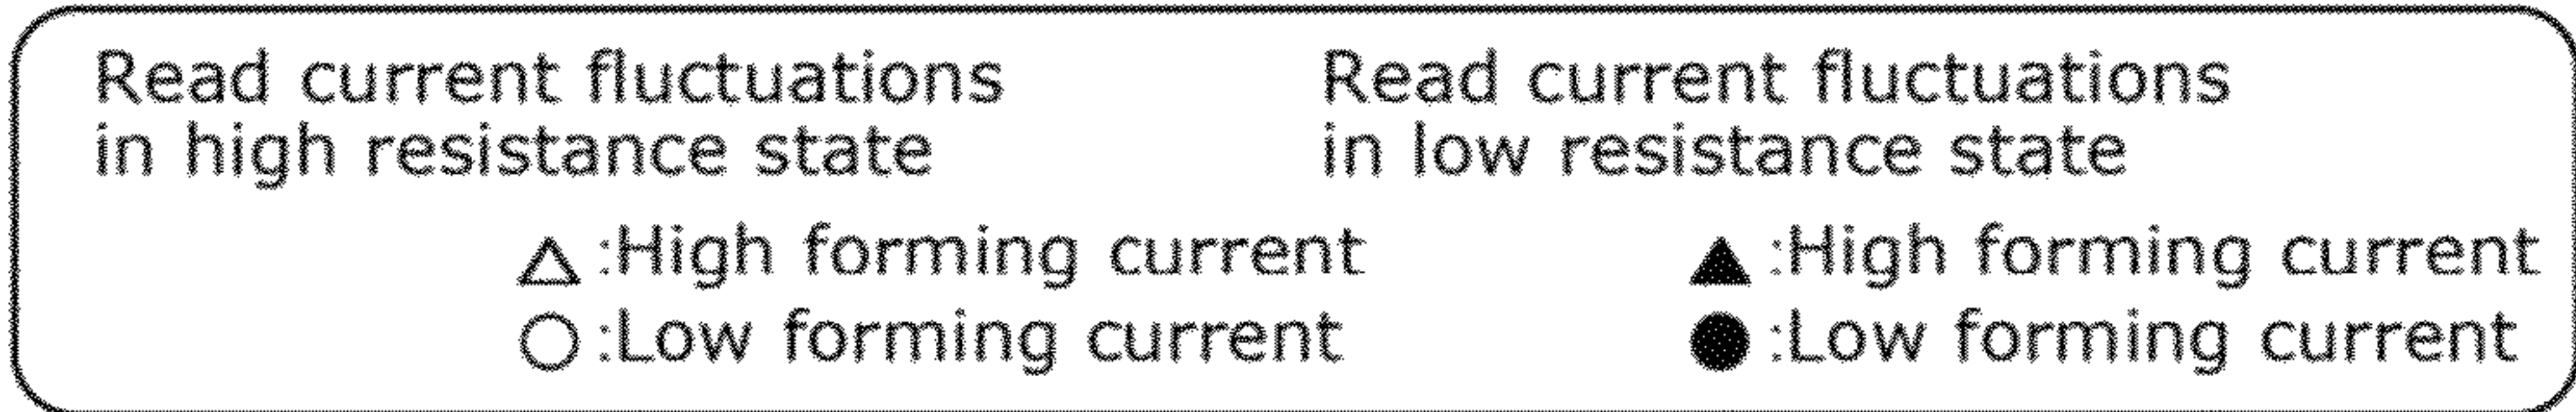 Read current fluctuations
in high resistance state
△:High forming current
○:Low forming current
Read current fluctuations
in low resistance state
▲:High forming current
●:Low forming current